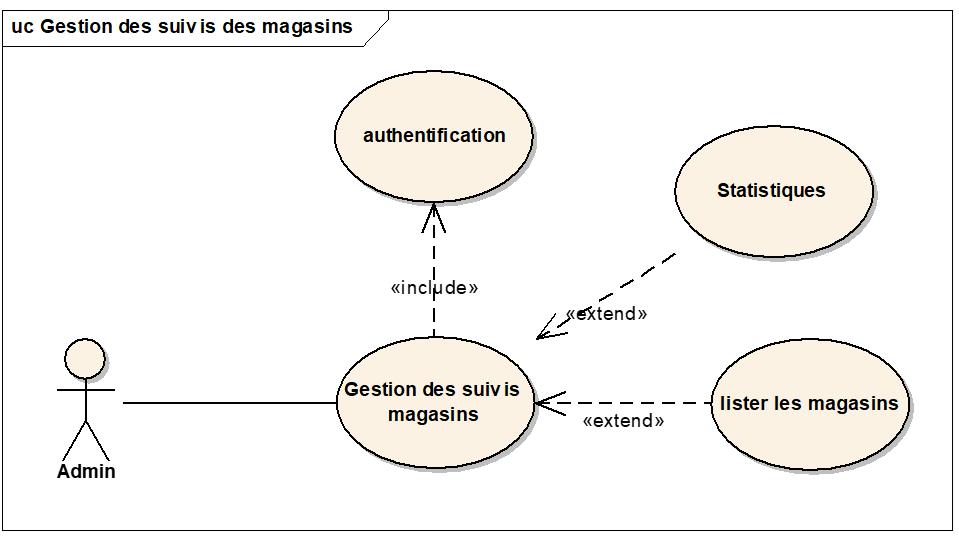 uc Gestion des suivis des magasins
authentification
Statistiques
«include»
«extend»
Gestion des suivis
magasins
lister les magasins
«extend»
Admin